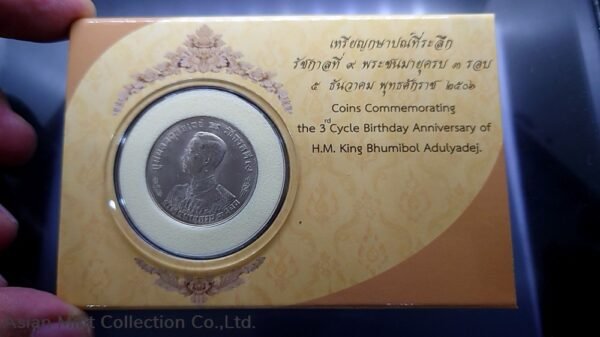 เหรียญกษาปณ์ที่ระลึก
รัชกาลที่ ๙ พระชนมายุครบ ๓ รอบ
๕ ธันวาคม พุทธศักราช ๒๕๐๖
Coins Commemorating
the 3rd Cycle Birthday Anniversary of
H.M. King Bhumibol Adulyadej.
Asian Mint Collection Co.,Ltd.